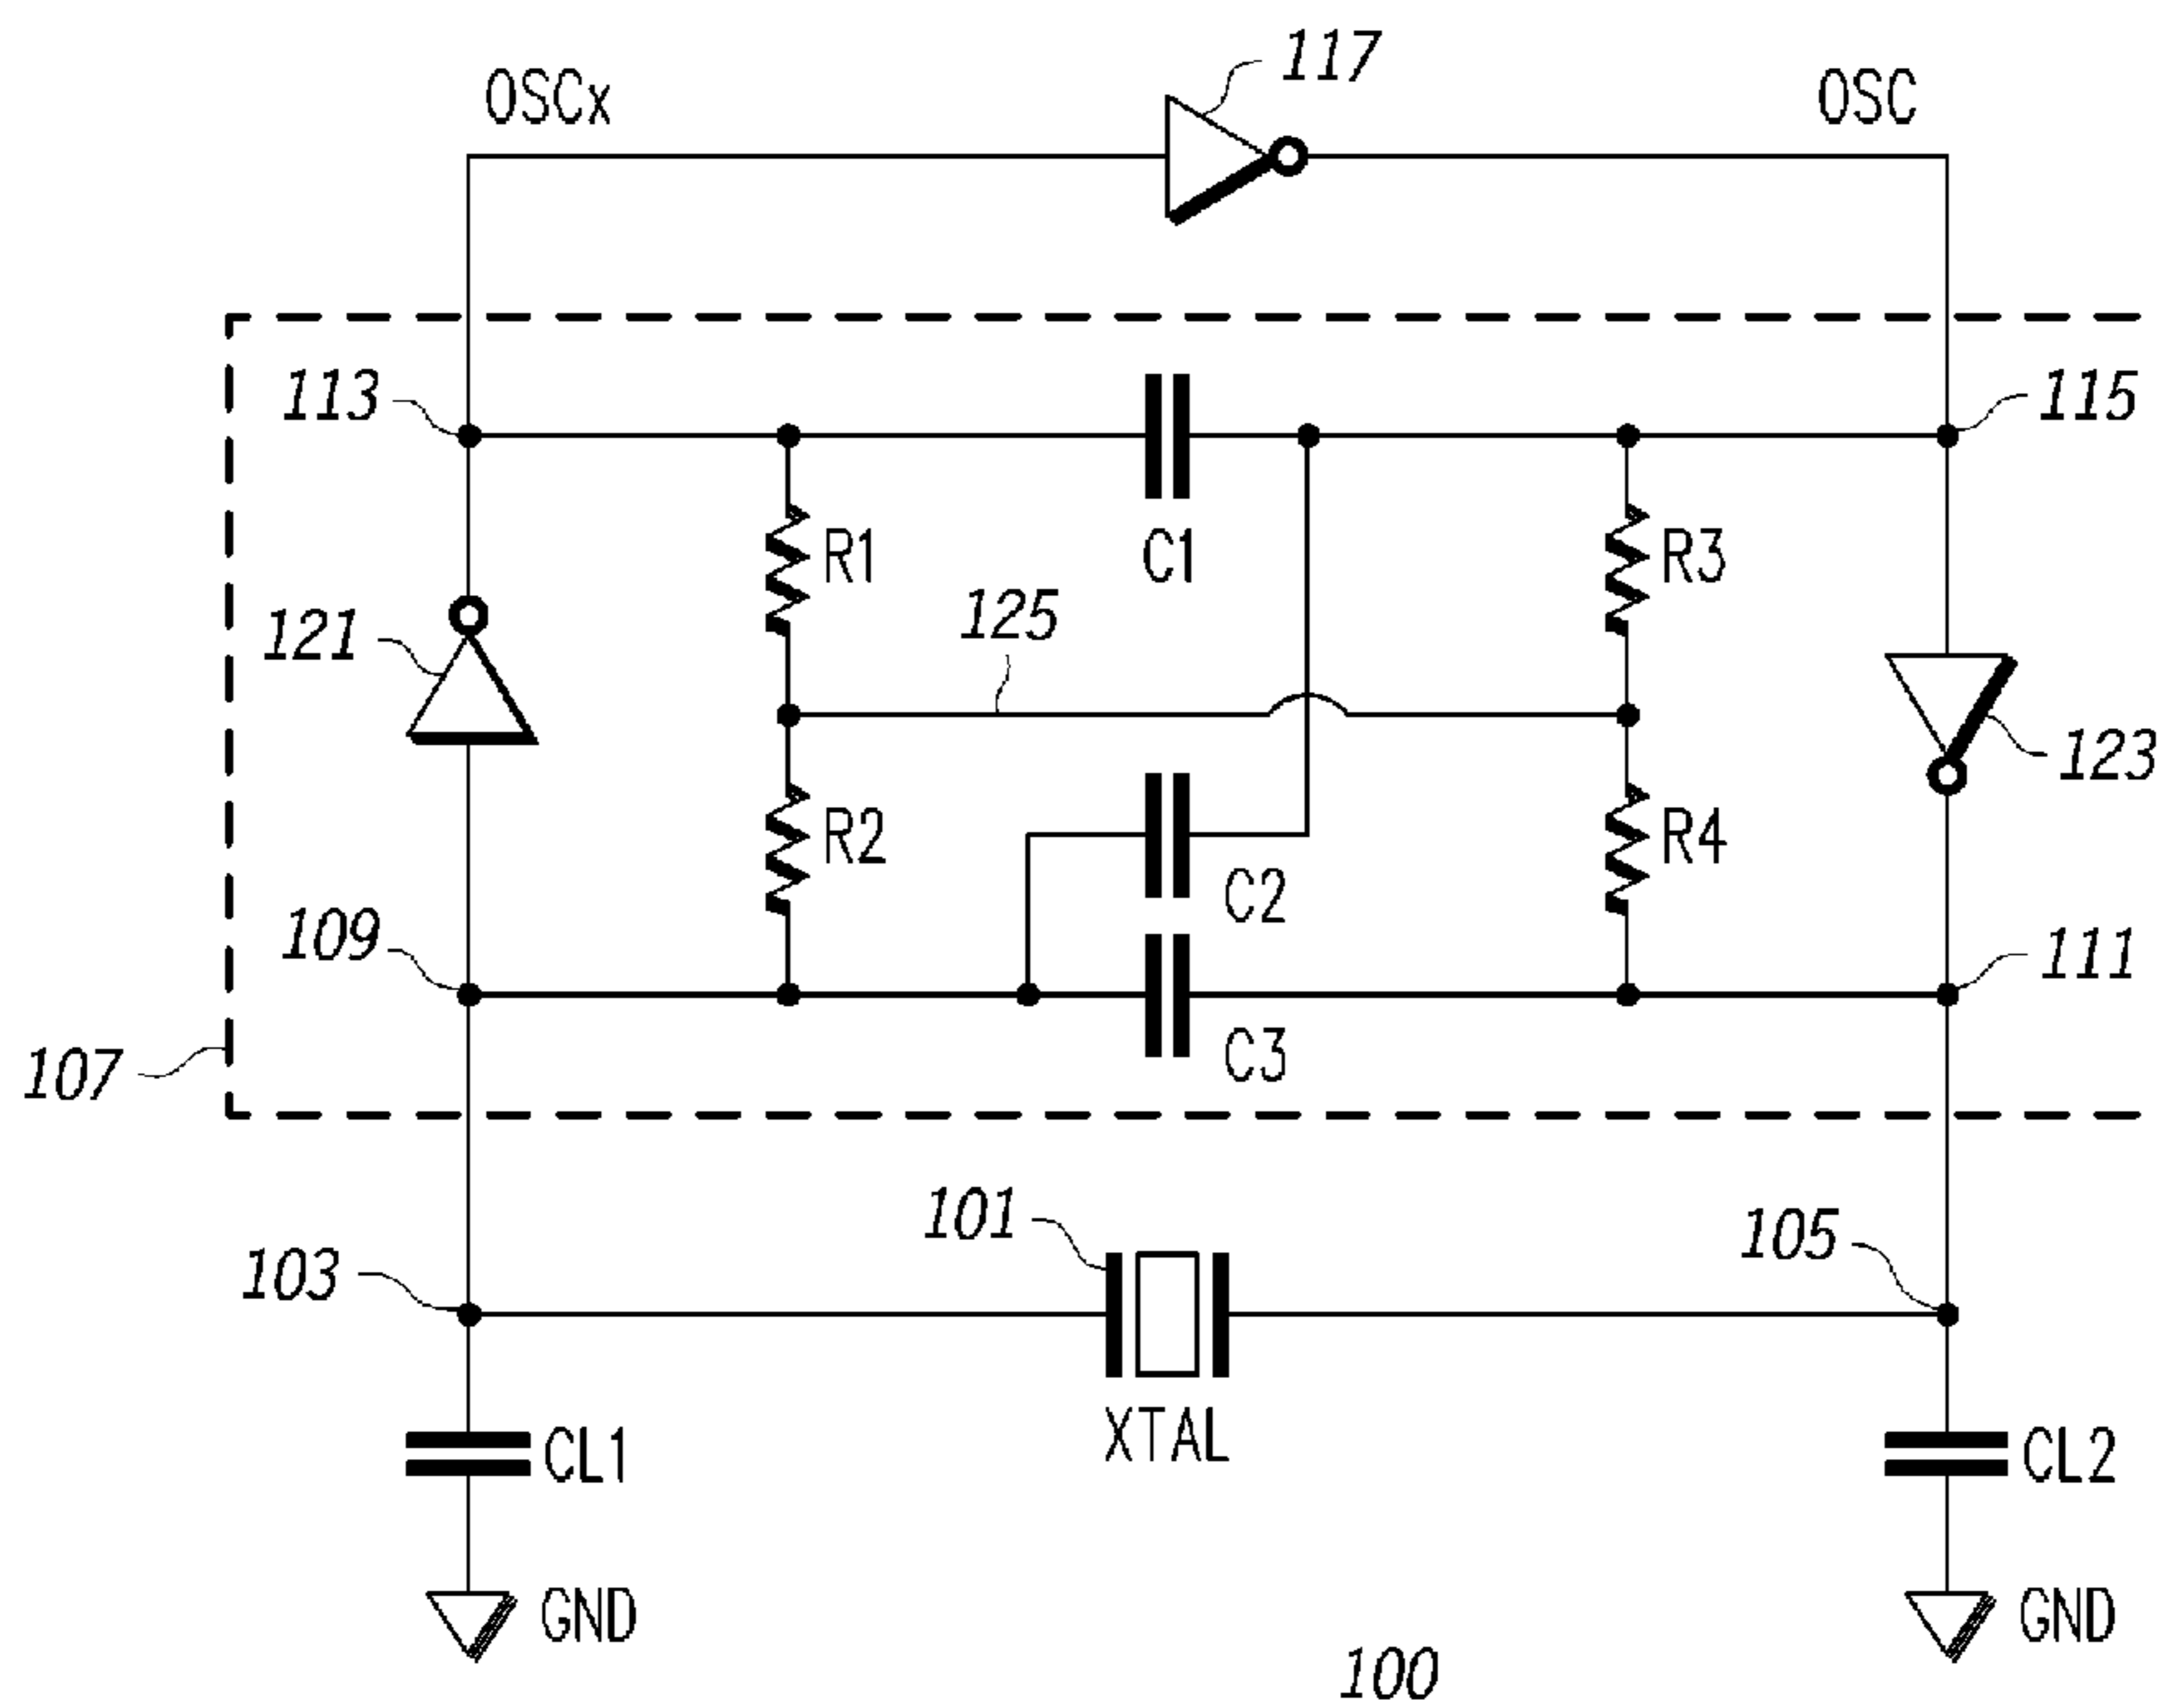 117
OSCx
OSC
113
115
R1
C1
R3
125
121
123
R2
R4
C2
109
111
C3
107
101
103
105
XTAL
CL1
CL2
GND
GND
100